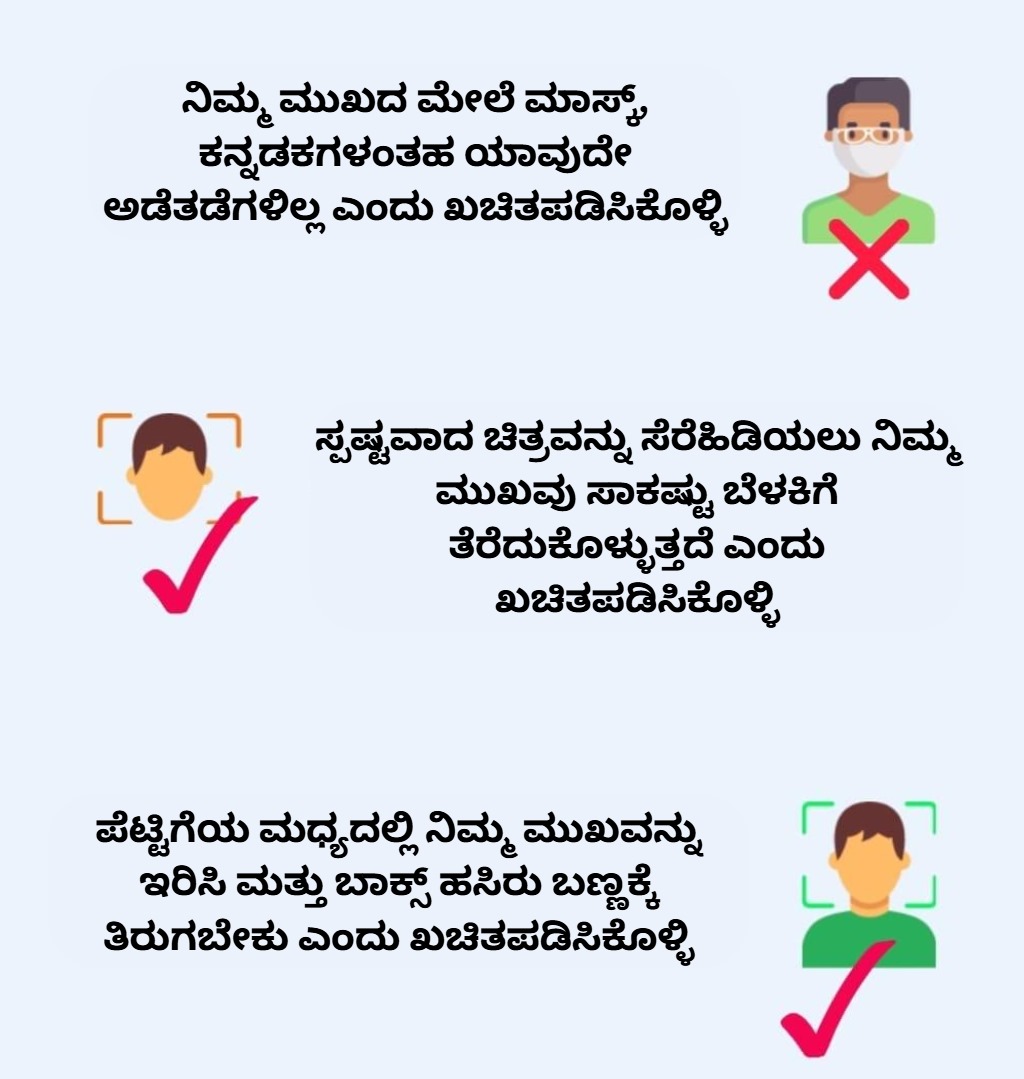 ನಿಮ್ಮ ಮುಖದ ಮೇಲೆ ಮಾಸ್ಕ್,
ಕನ್ನಡಕಗಳಂತಹ ಯಾವುದೇ
ಅಡೆತಡೆಗಳಿಲ್ಲ ಎಂದು ಖಚಿತಪಡಿಸಿಕೊಳ್ಳಿ
ಸ್ಪಷ್ಟವಾದ ಚಿತ್ರವನ್ನು ಸೆರೆಹಿಡಿಯಲು ನಿಮ್ಮ
ಮುಖವು ಸಾಕಷ್ಟು ಬೆಳಕಿಗೆ
ತೆರೆದುಕೊಳ್ಳುತ್ತದೆ ಎಂದು
ಖಚಿತಪಡಿಸಿಕೊಳ್ಳಿ
ಪೆಟ್ಟಿಗೆಯ ಮಧ್ಯದಲ್ಲಿ ನಿಮ್ಮ ಮುಖವನ್ನು
ಇರಿಸಿ ಮತ್ತು ಬಾಕ್ಸ್ ಹಸಿರು ಬಣ್ಣಕ್ಕೆ
ತಿರುಗಬೇಕು ಎಂದು ಖಚಿತಪಡಿಸಿಕೊಳ್ಳಿ